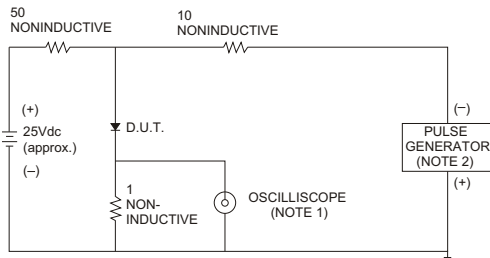 50
NONINDUCTIVE
10
NONINDUCTIVE
(+)
25Vdc
(approx.)
(–)
D.U.T.
1
NON-
INDUCTIVE
OSCILLISCOPE
(NOTE 1)
(–)
PULSE
GENERATOR
(NOTE 2)
(+)